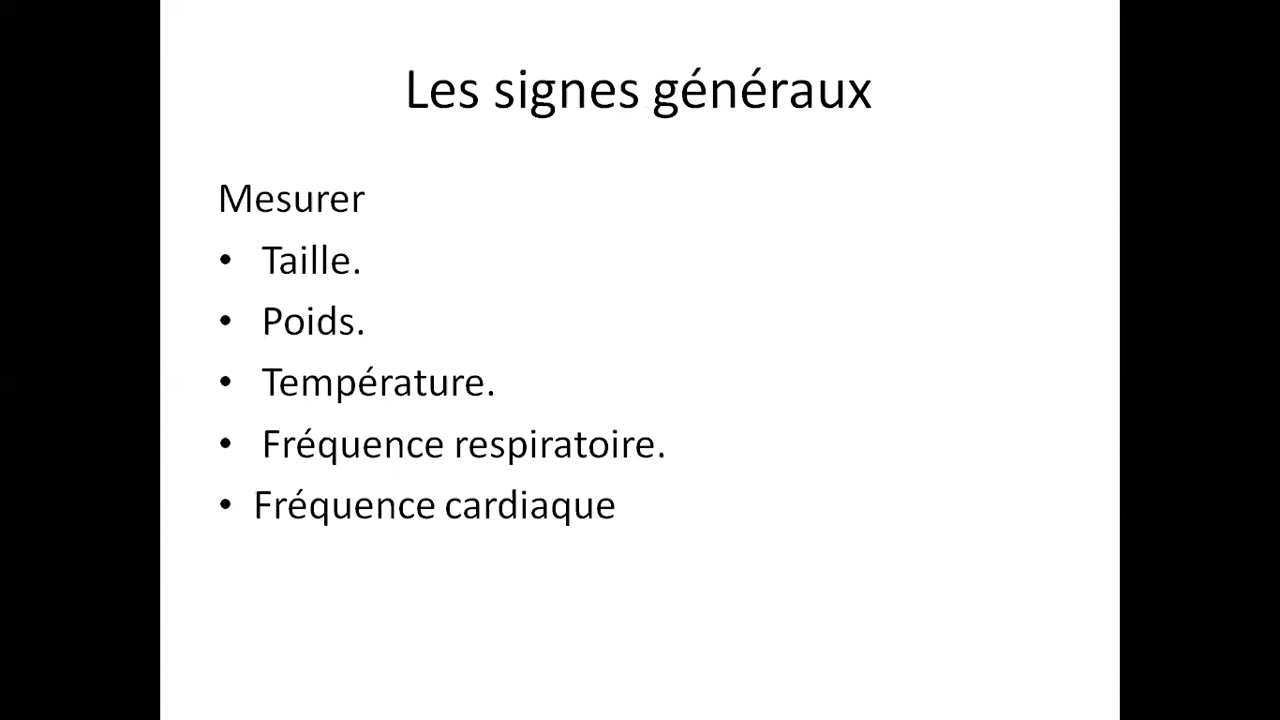 Les signes généraux
Mesurer
• Taille.
• Poids.
• Température.
• Fréquence respiratoire.
• Fréquence cardiaque